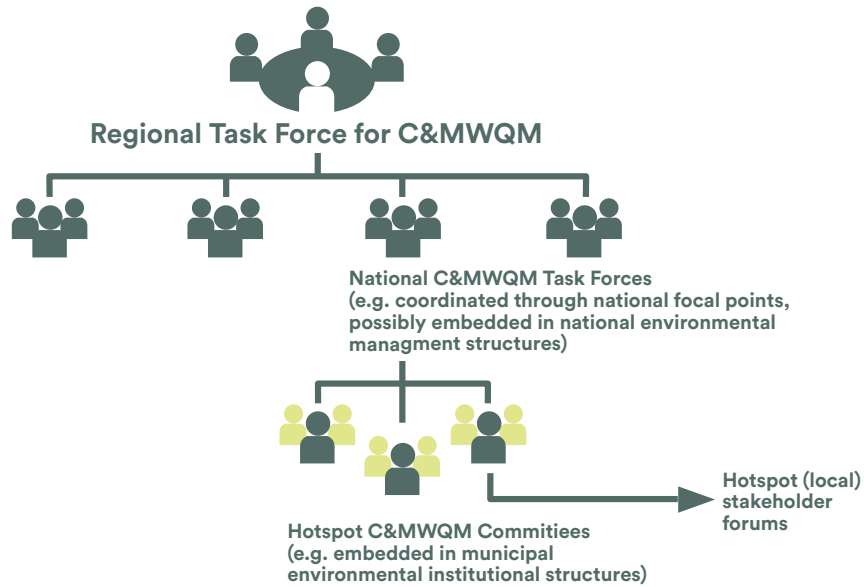 Regional Task Force for C&MWQM
National C&MWQM Task Forces
(e.g. coordinated through national focal points,
possibly embedded in national environmental
managment structures)
Hotspot (local)
stakeholder
forums
Hotspot C&MWQM Commitiees
(e.g. embedded in municipal
environmental institutional structures)